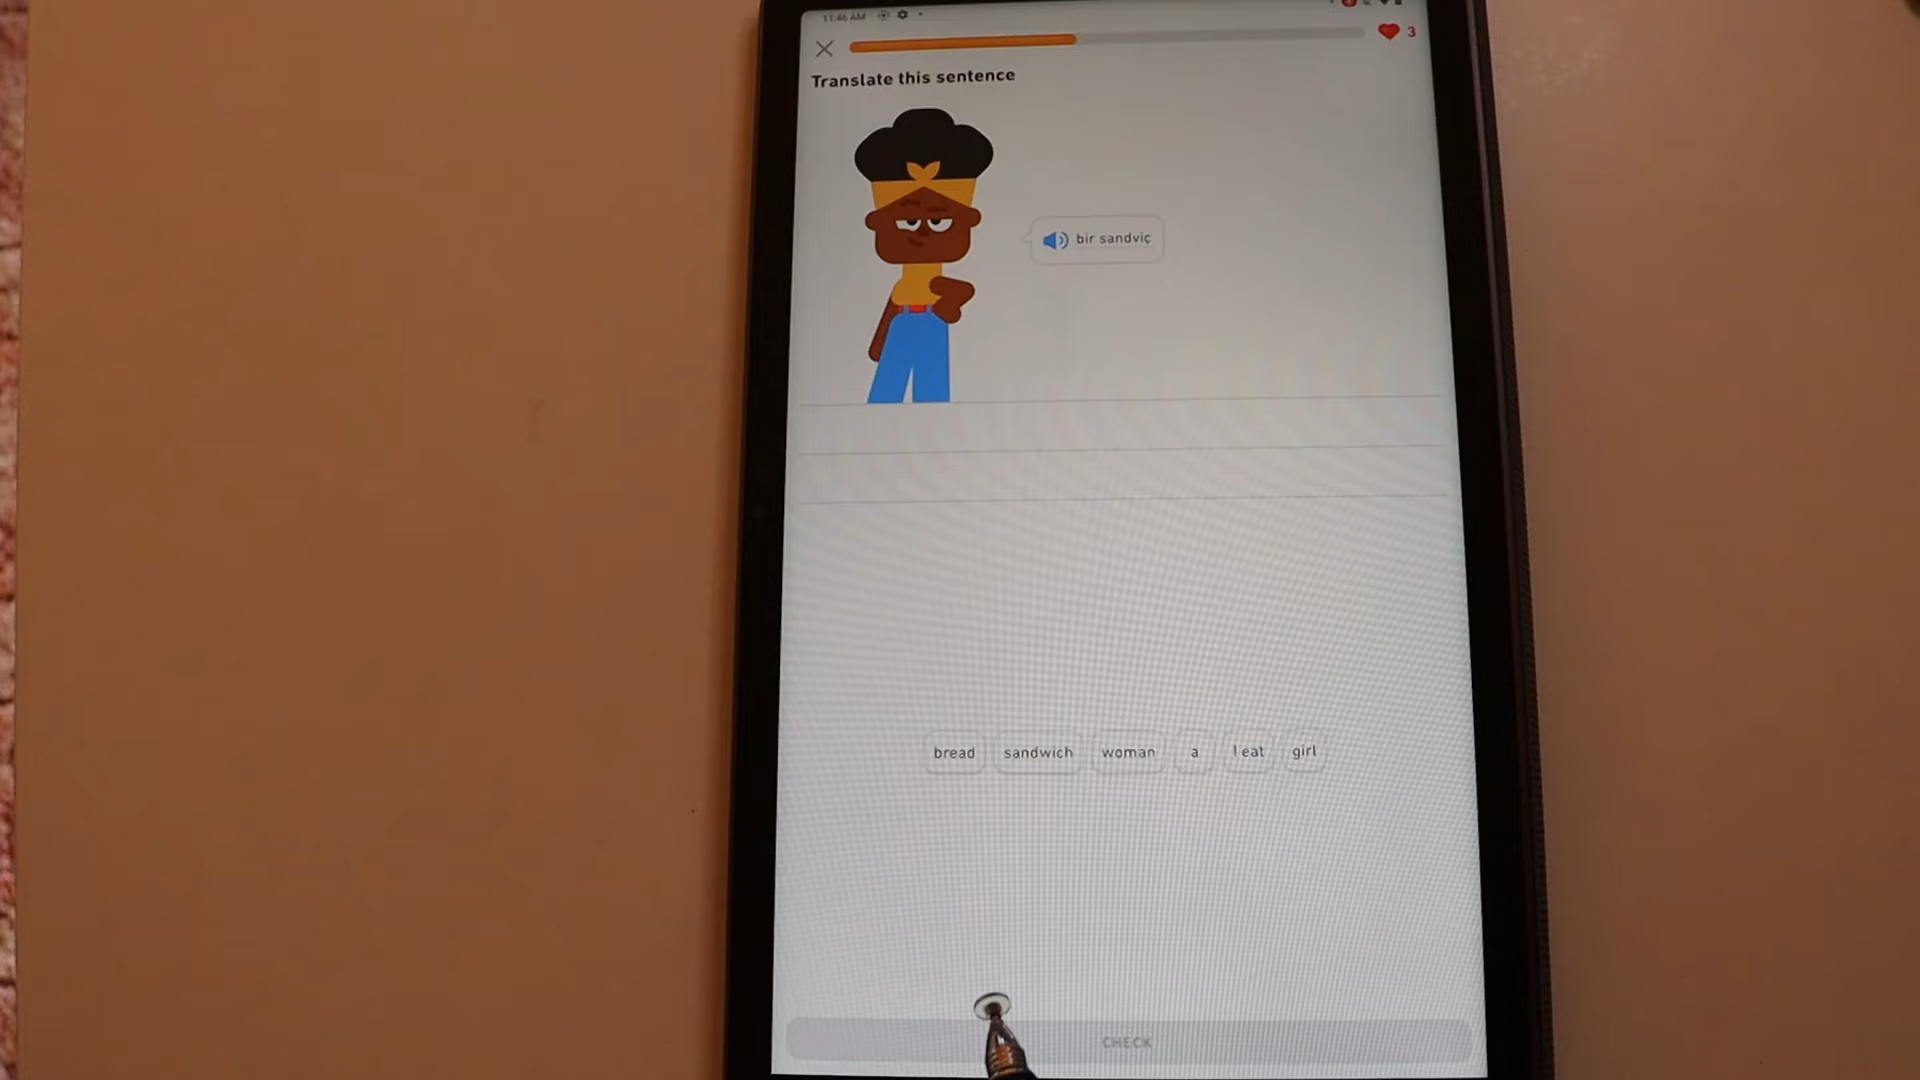 11:46 AM
3
Translate this sentence
bir sandviç
bread sandwich woman a I eat girl
CHECK